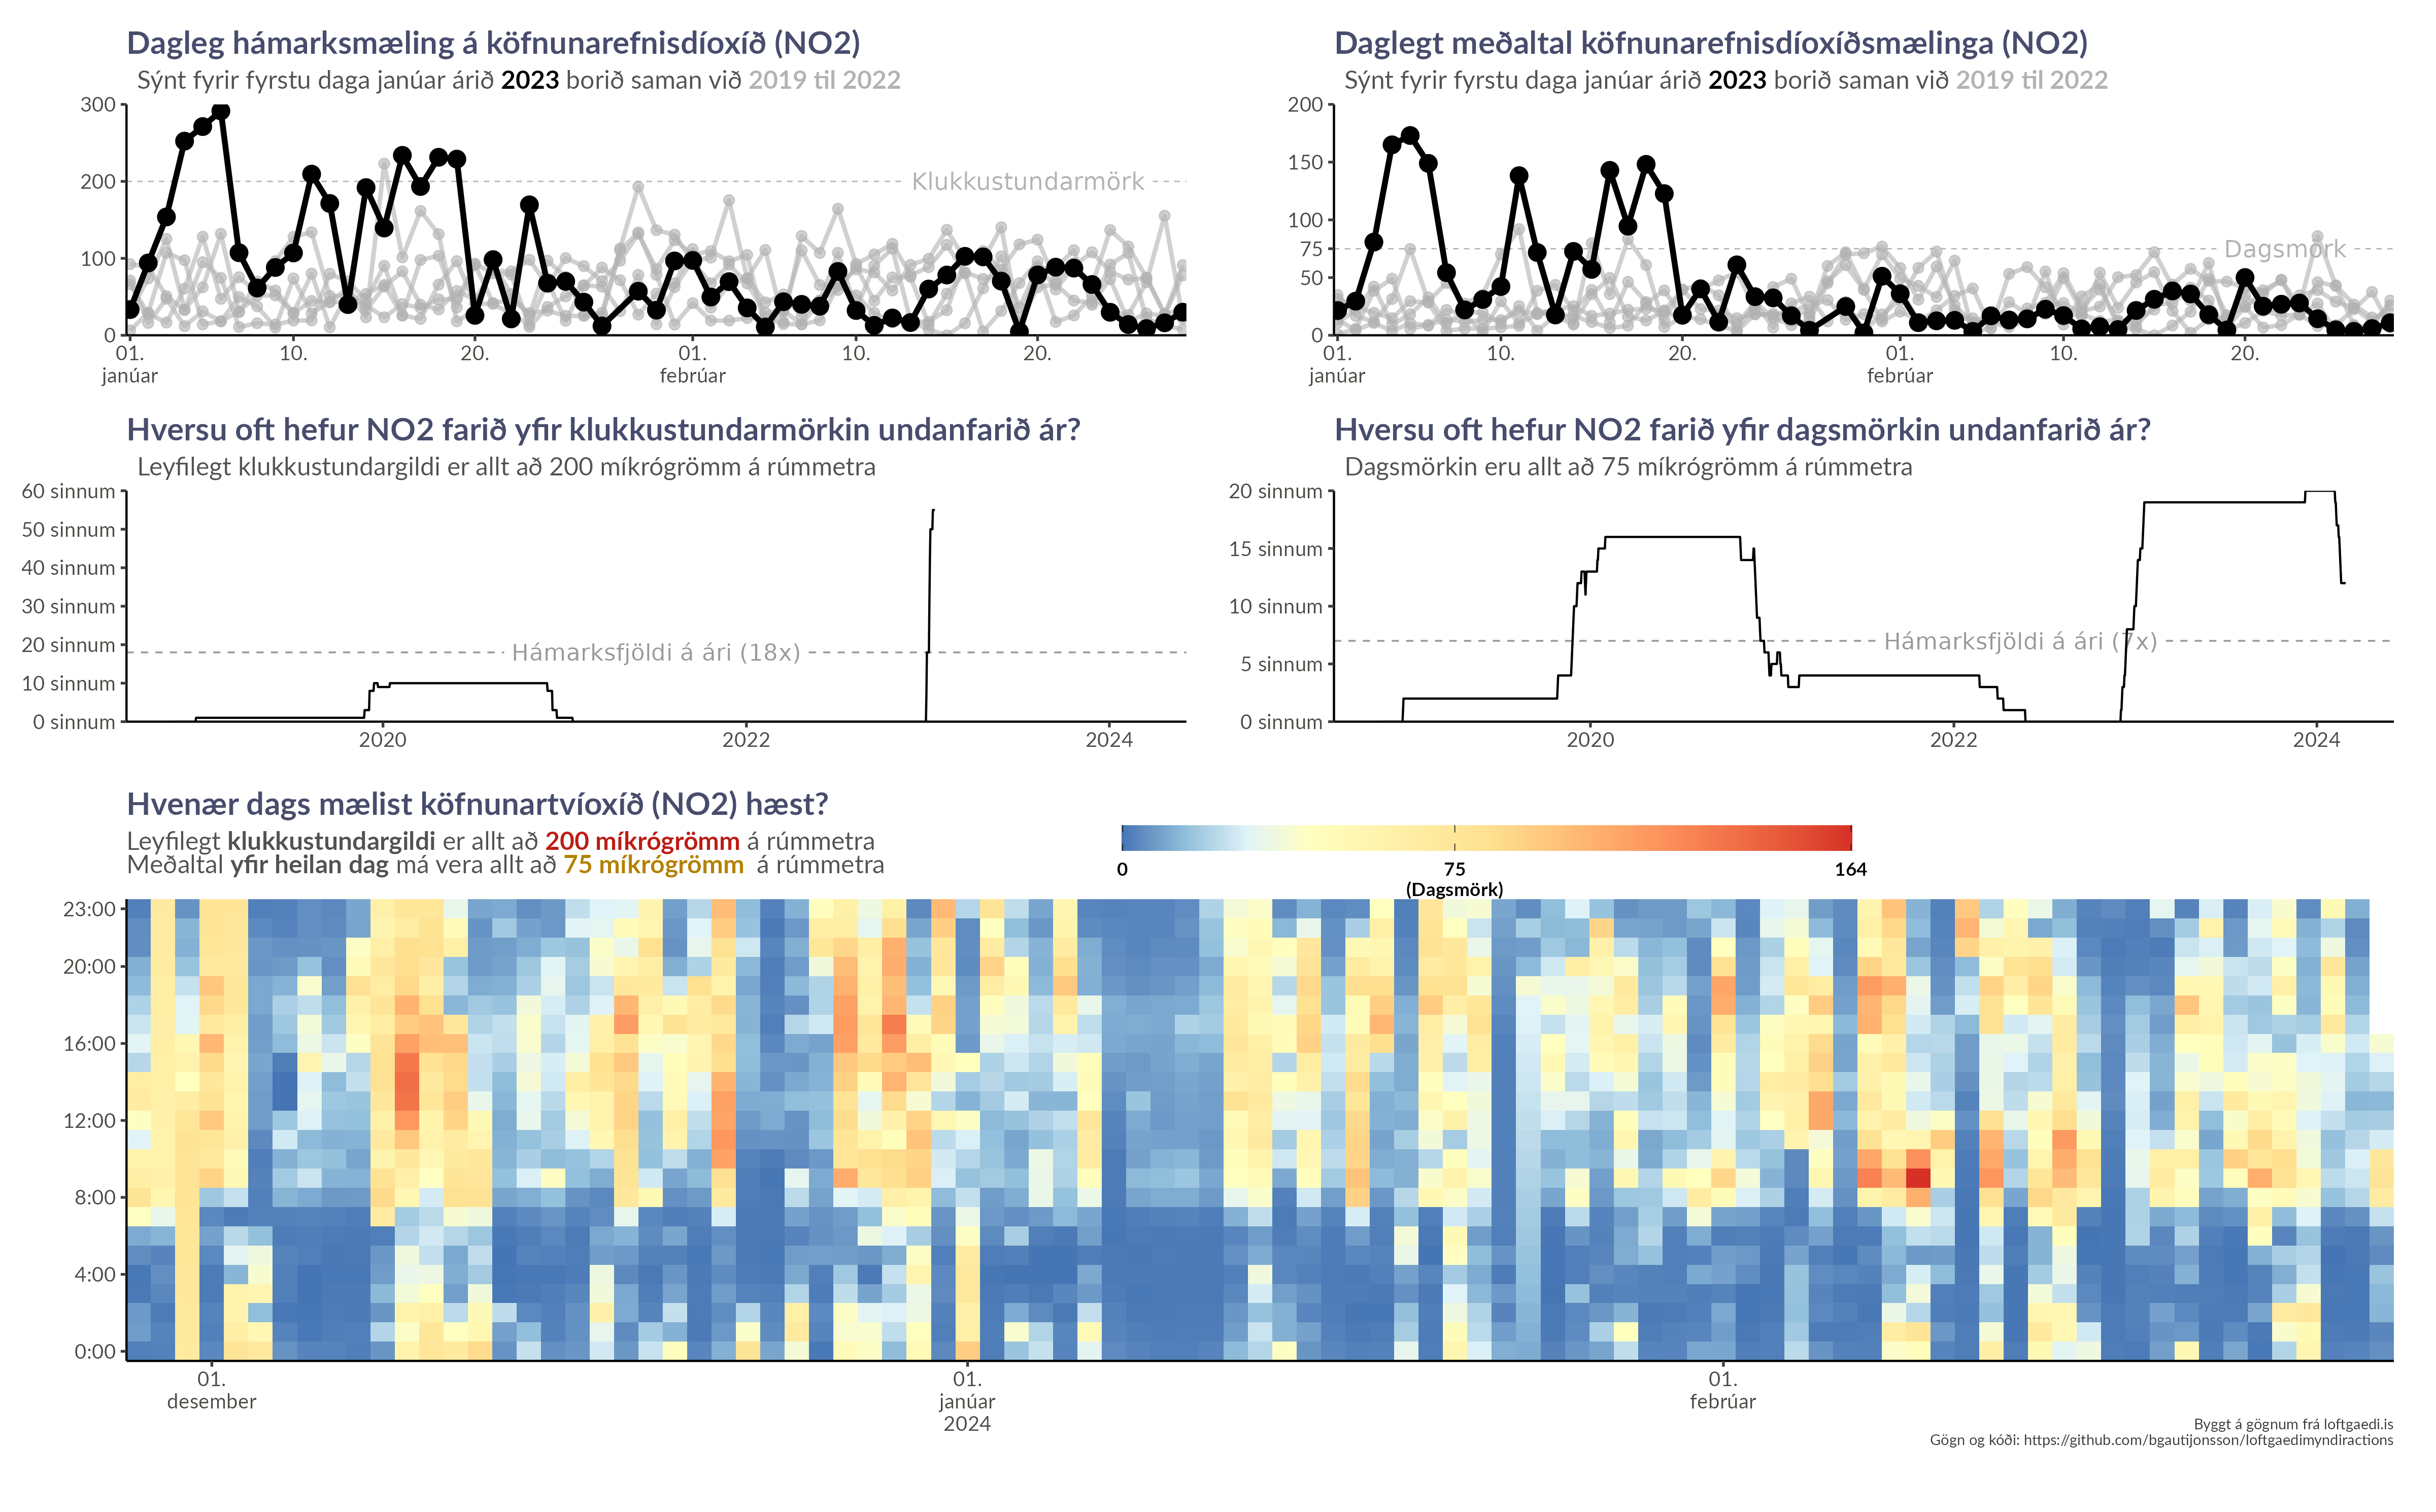 Dagleg hámarksmæling á köfnunarefnisdíoxíð (NO2)
Sýnt fyrir fyrstu daga janúar árið 2023 borið saman við 2019 til 2022
300
200
100
0
Klukkustundarmörk
01.
janúar
10.
20.
01.
febrúar
10.
20.
Daglegt meðaltal köfnunarefnisdíoxíðsmælinga (NO2)
Sýnt fyrir fyrstu daga janúar árið 2023 borið saman við 2019 til 2022
200
150
100
75
50
0
Dagsmörk
01.
janúar
10.
20.
01.
febrúar
10.
20.
Hversu oft hefur NO2 farið yfir klukkustundarmörkin undanfarið ár?
Leyfilegt klukkustundargildi er allt að 200 míkrógrömm á rúmmetra
60 sinnum
50 sinnum
40 sinnum
30 sinnum
20 sinnum
10 sinnum
0 sinnum
Hámarksfjöldi á ári (18x)
2020
2022
2024
Hversu oft hefur NO2 farið yfir dagsmörkin undanfarið ár?
Dagsmörkin eru allt að 75 míkrógrömm á rúmmetra
20 sinnum
15 sinnum
10 sinnum
5 sinnum
0 sinnum
Hámarksfjöldi á ári (7x)
2020
2022
2024
Hvenær dags mælist köfnunartvíoxíð (NO2) hæst?
Leyfilegt klukkustundargildi er allt að 200 míkrógrömm á rúmmetra
Meðaltal yfir heilan dag má vera allt að 75 míkrógrömm á rúmmetra
0
75
(Dagsmörk)
164
23:00
20:00
16:00
12:00
8:00
4:00
0:00
01.
desember
01.
janúar
2024
01.
febrúar
Byggt á gögnum frá loftgaedi.is
Gögn og kóði: https://github.com/bgautijonsson/loftgaedimyndiractions